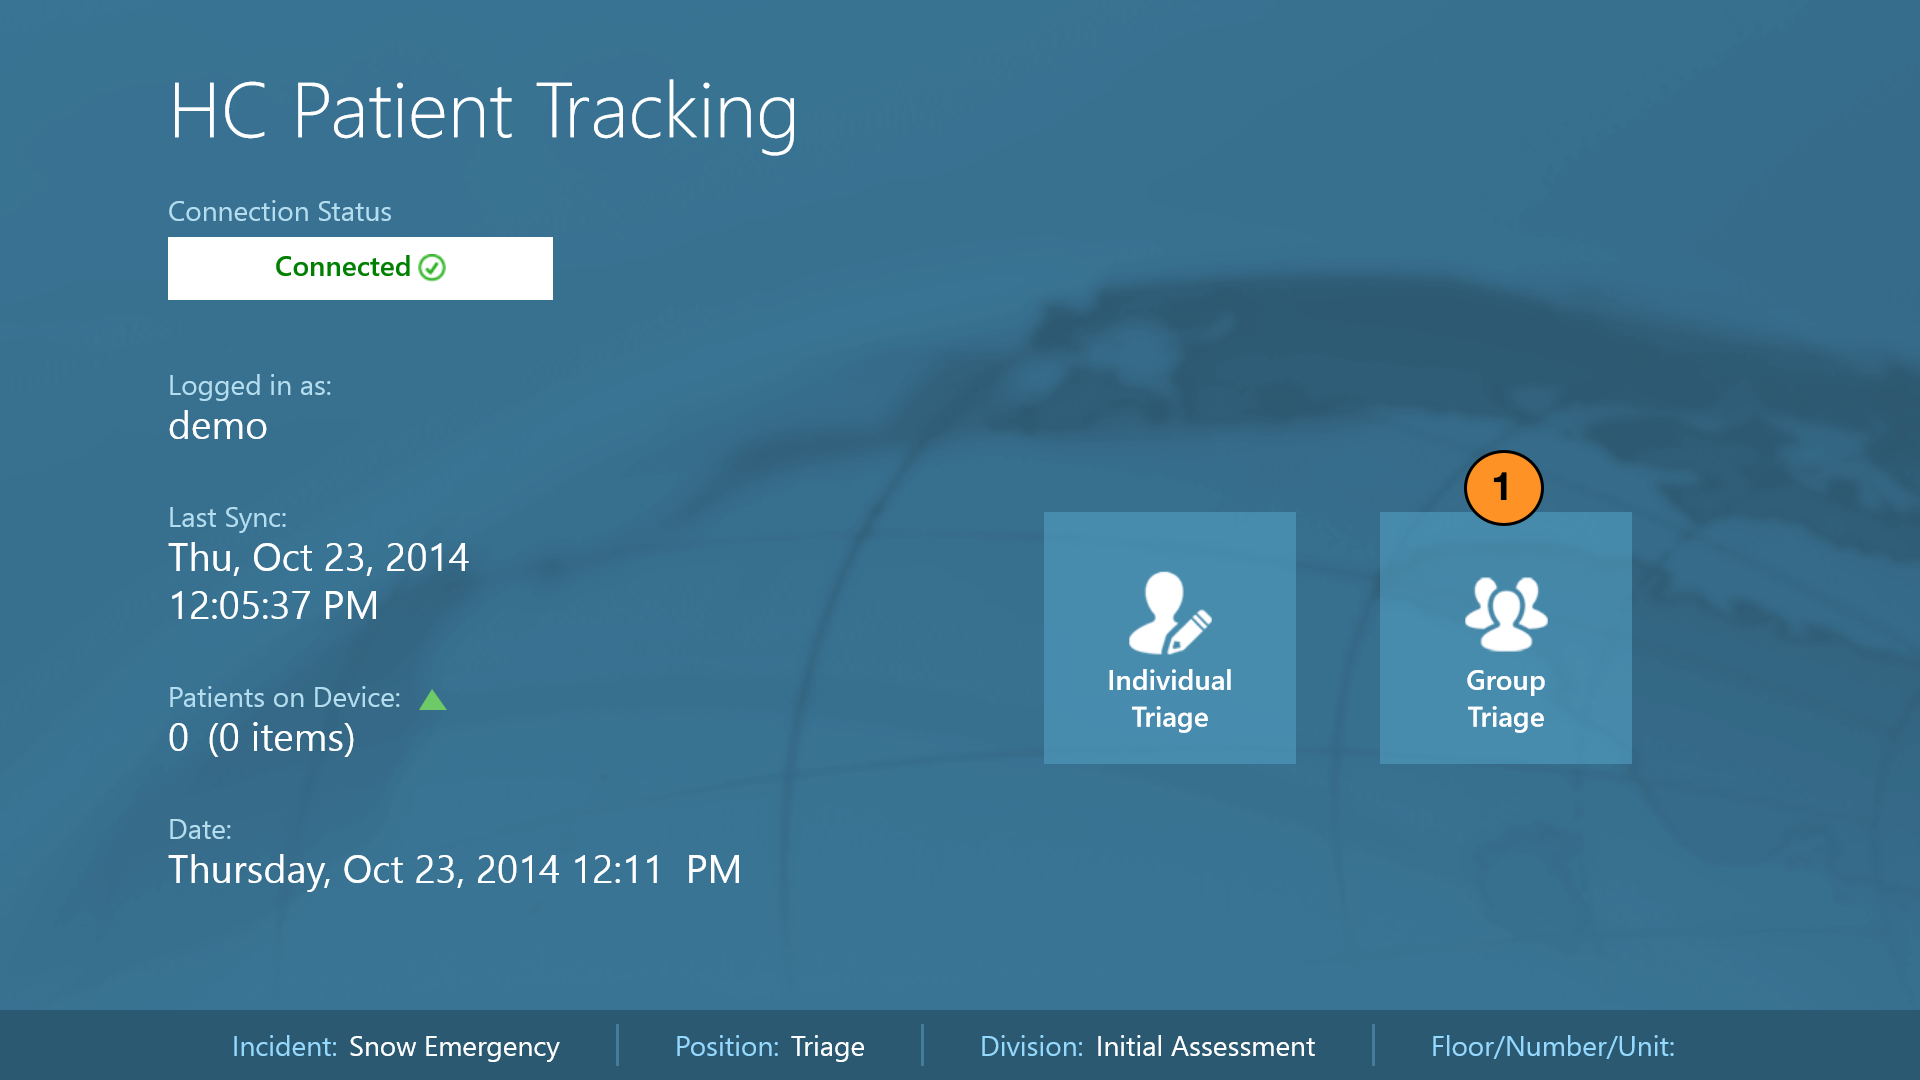 HC Patient Tracking
Connection Status
Connected
Logged in as:
demo
Last Sync:
Thu, Oct 23, 2014
12:05:37 PM
Patients on Device:
0 (0 items)
Date:
Thursday, Oct 23, 2014 12:11 PM
Individual
Triage
1
Group
Triage
Incident: Snow Emergency
Position: Triage
Division: Initial Assessment
Floor/Number/Unit: